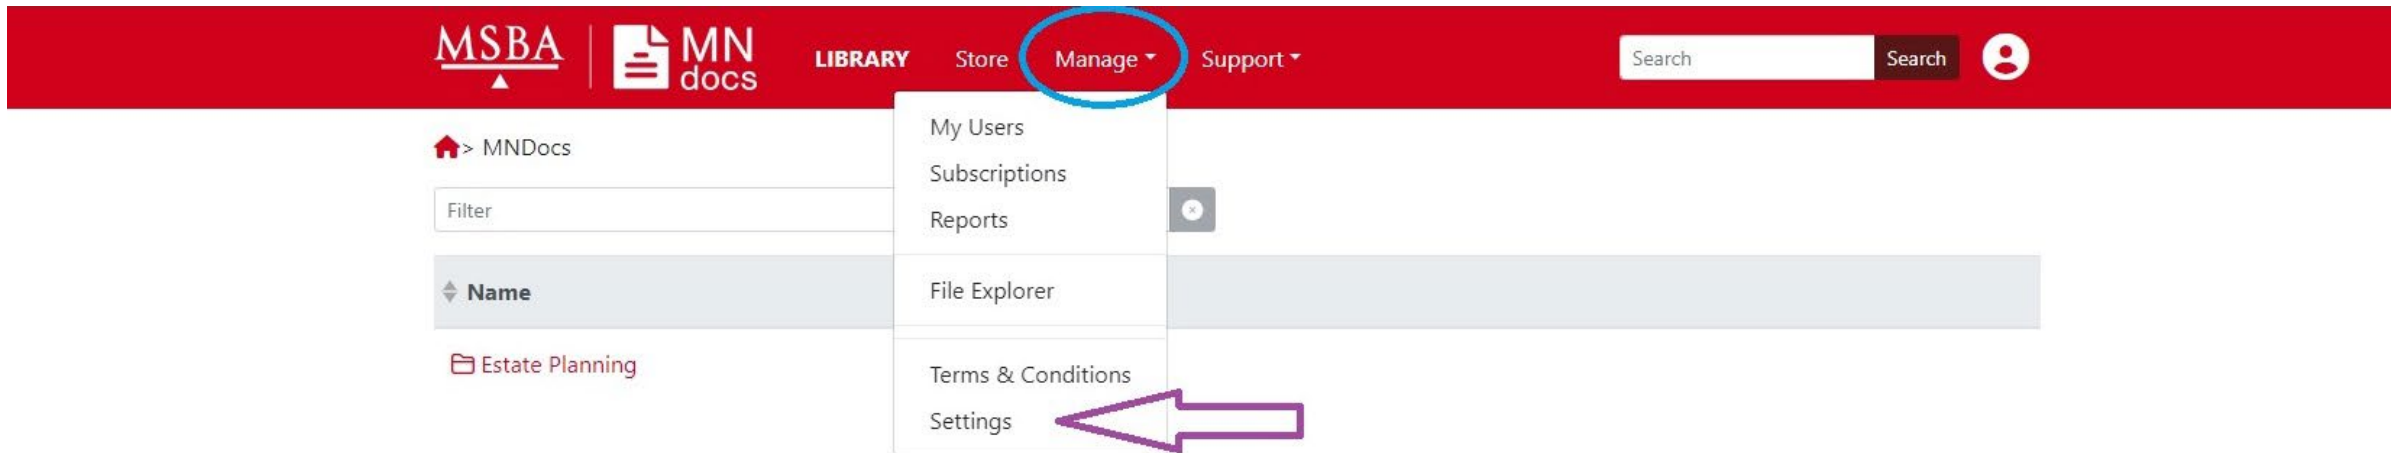 MSBA MN docs LIBRARY Store Manage Support Search Search
> MNDocs
My Users
Subscriptions
Filter
Reports
Name
File Explorer
Estate Planning
Terms & Conditions
Settings